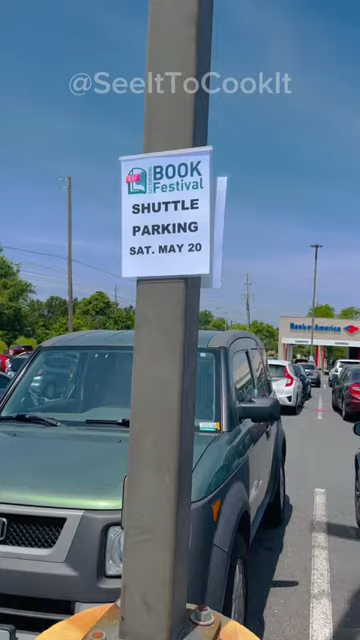 @SeeItToCookIt
BOOK
Festival
SHUTTLE
PARKING
SAT. MAY 20
Bank of America